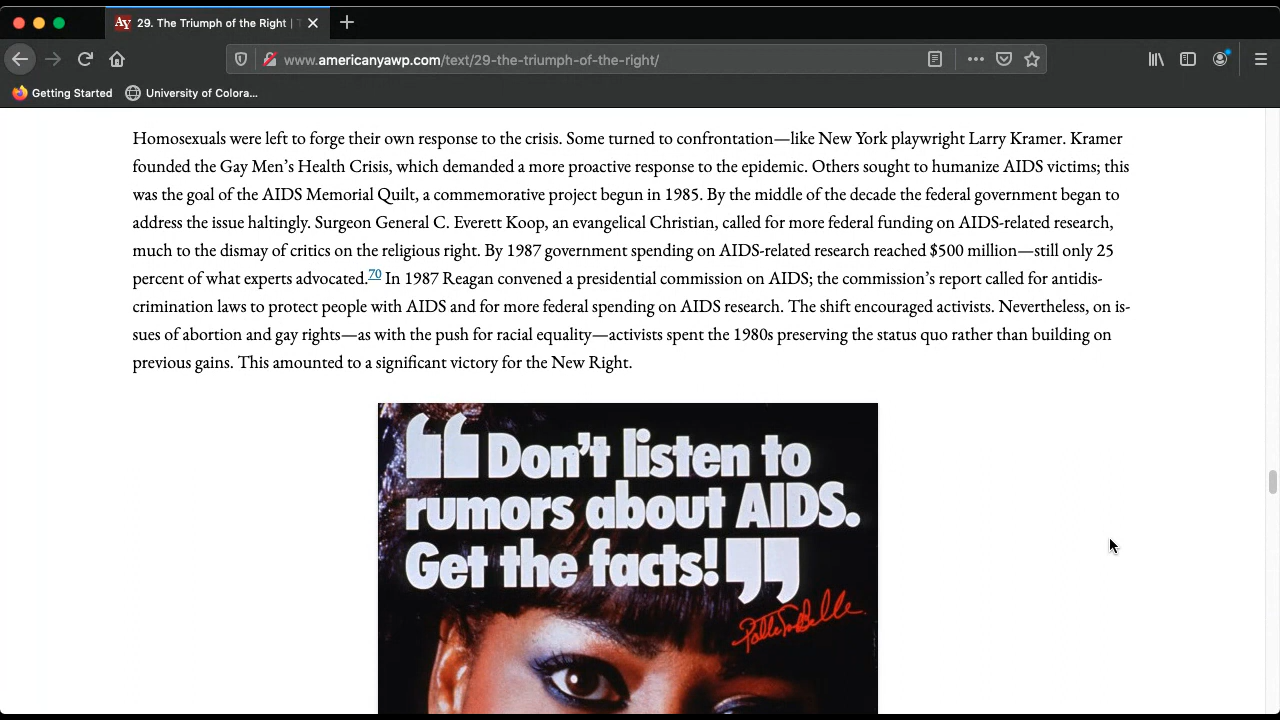 29. The Triumph of the Right | T
www.americanyawp.com/text/29-the-triumph-of-the-right/
Getting Started
University of Colora...
Homosexuals were left to forge their own response to the crisis. Some turned to confrontation—like New York playwright Larry Kramer. Kramer
founded the Gay Men's Health Crisis, which demanded a more proactive response to the epidemic. Others sought to humanize AIDS victims; this
was the goal of the AIDS Memorial Quilt, a commemorative project begun in 1985. By the middle of the decade the federal government began to
address the issue haltingly. Surgeon General C. Everett Koop, an evangelical Christian, called for more federal funding on AIDS-related research,
much to the dismay of critics on the religious right. By 1987 government spending on AIDS-related research reached $500 million—still only 25
percent of what experts advocated.70 In 1987 Reagan convened a presidential commission on AIDS; the commission's report called for antidis-
crimination laws to protect people with AIDS and for more federal spending on AIDS research. The shift encouraged activists. Nevertheless, on is-
sues of abortion and gay rights—as with the push for racial equality—activists spent the 1980s preserving the status quo rather than building on
previous gains. This amounted to a significant victory for the New Right.
“Don't listen to
rumors about AIDS.
Get the facts!”
Patti LaBelle